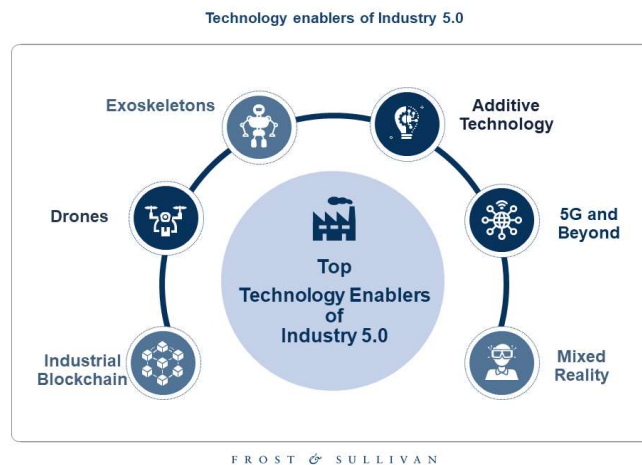 Technology enablers of Industry 5.0
Exoskeletons
Additive
Technology
Drones
5G and
Beyond
Top
Technology Enablers
of
Industry 5.0
Industrial
Blockchain
Mixed
Reality
FROST & SULLIVAN